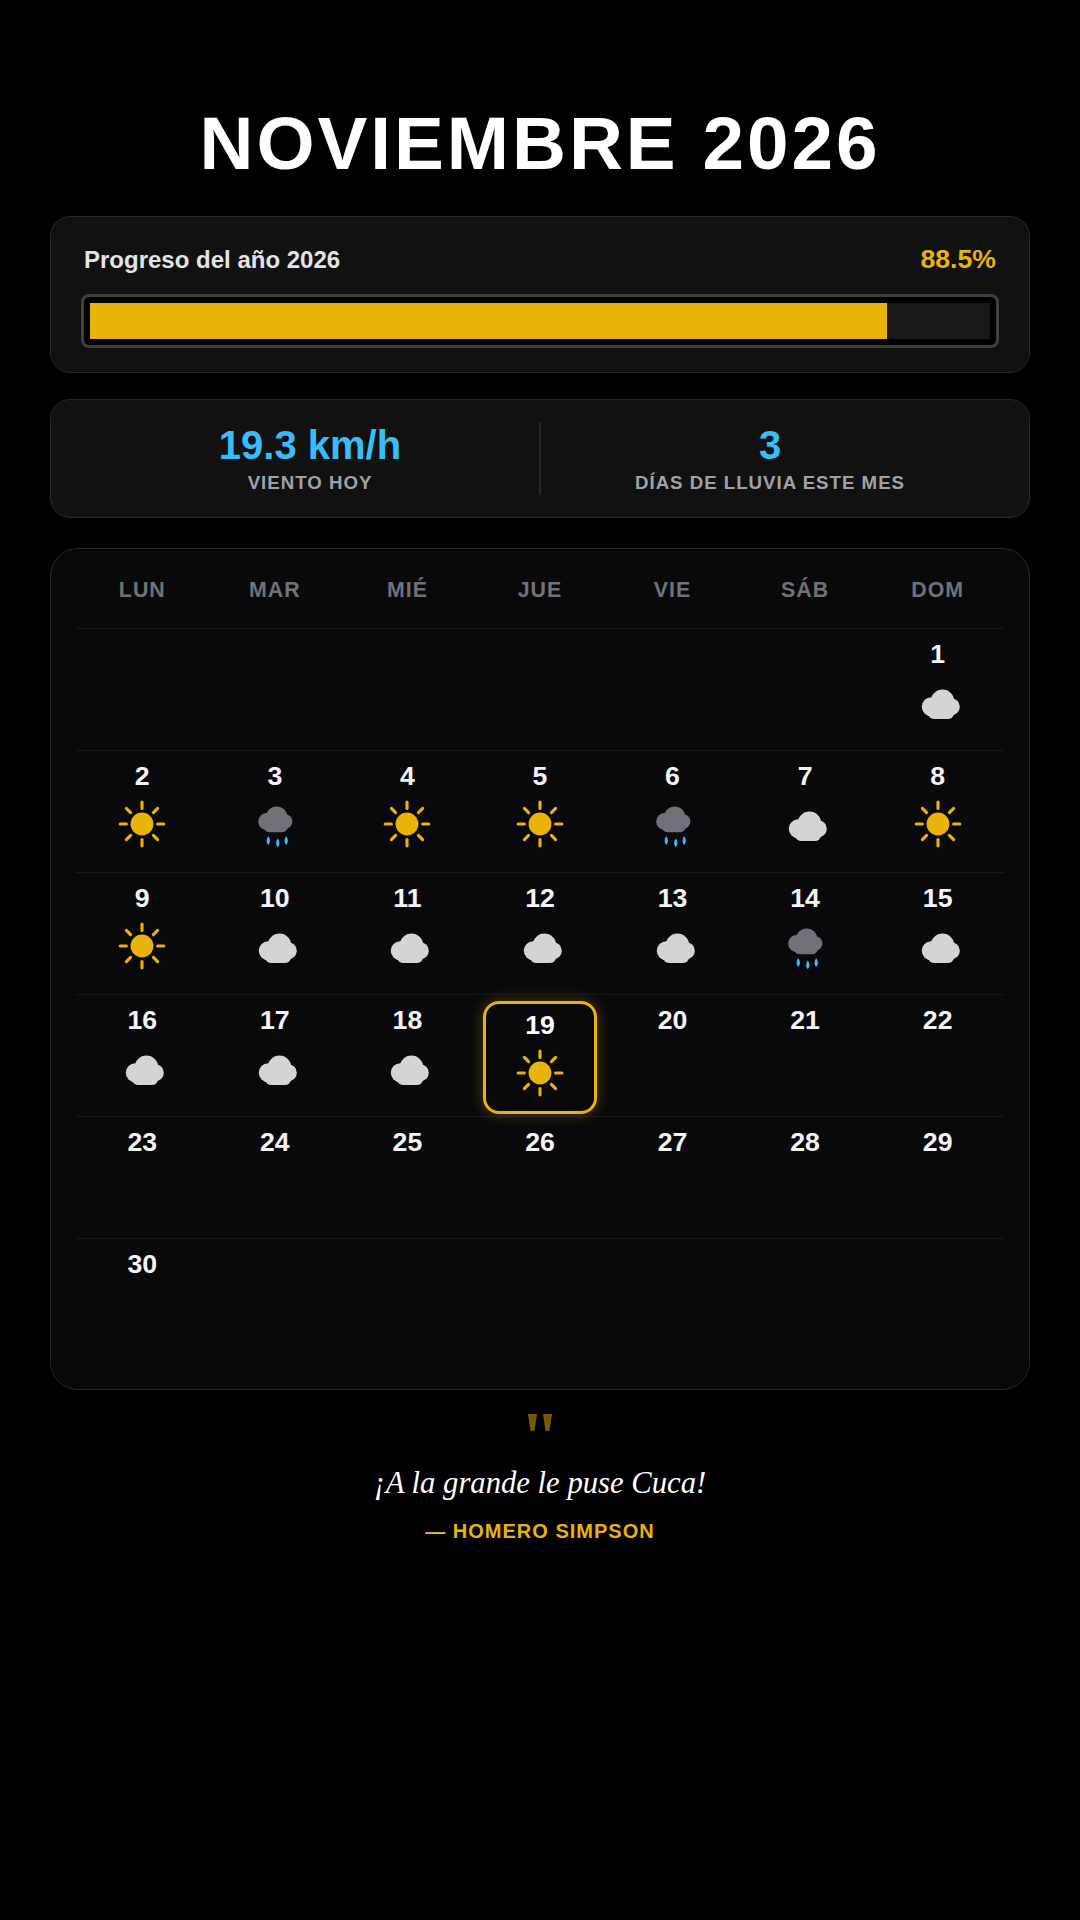 NOVIEMBRE 2026
Progreso del año 2026 88.5%
19.3 km/h 3
VIENTO HOY DÍAS DE LLUVIA ESTE MES
LUN MAR MIÉ JUE VIE SÁB DOM
1
2 3 4 5 6 7 8
9 10 11 12 13 14 15
16 17 18 19 20 21 22
23 24 25 26 27 28 29
30
"
¡A la grande le puse Cuca!
— HOMERO SIMPSON